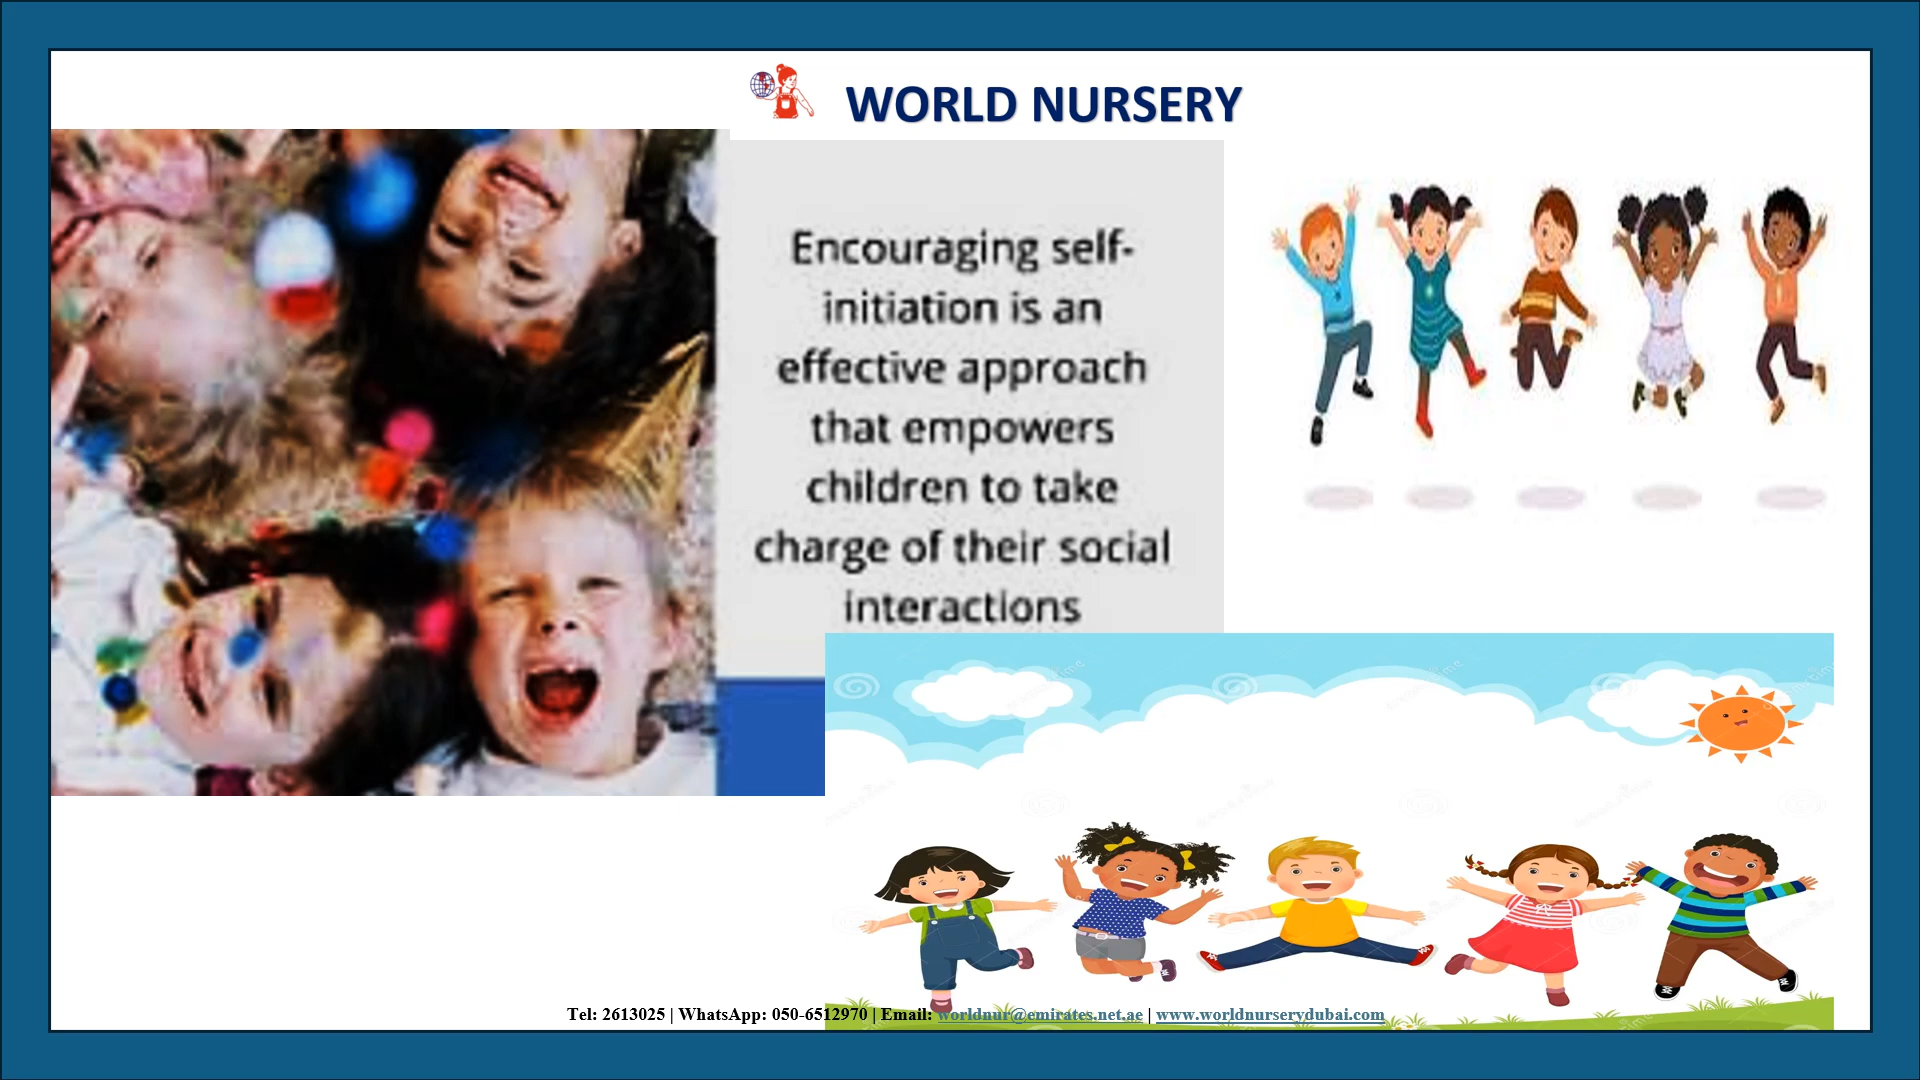 WORLD NURSERY
Encouraging self-
initiation is an
effective approach
that empowers
children to take
charge of their social
interactions
Tel: 2613025 | WhatsApp: 050-6512970 | Email: worldnur@emirates.net.ae | www.worldnurserydubai.com